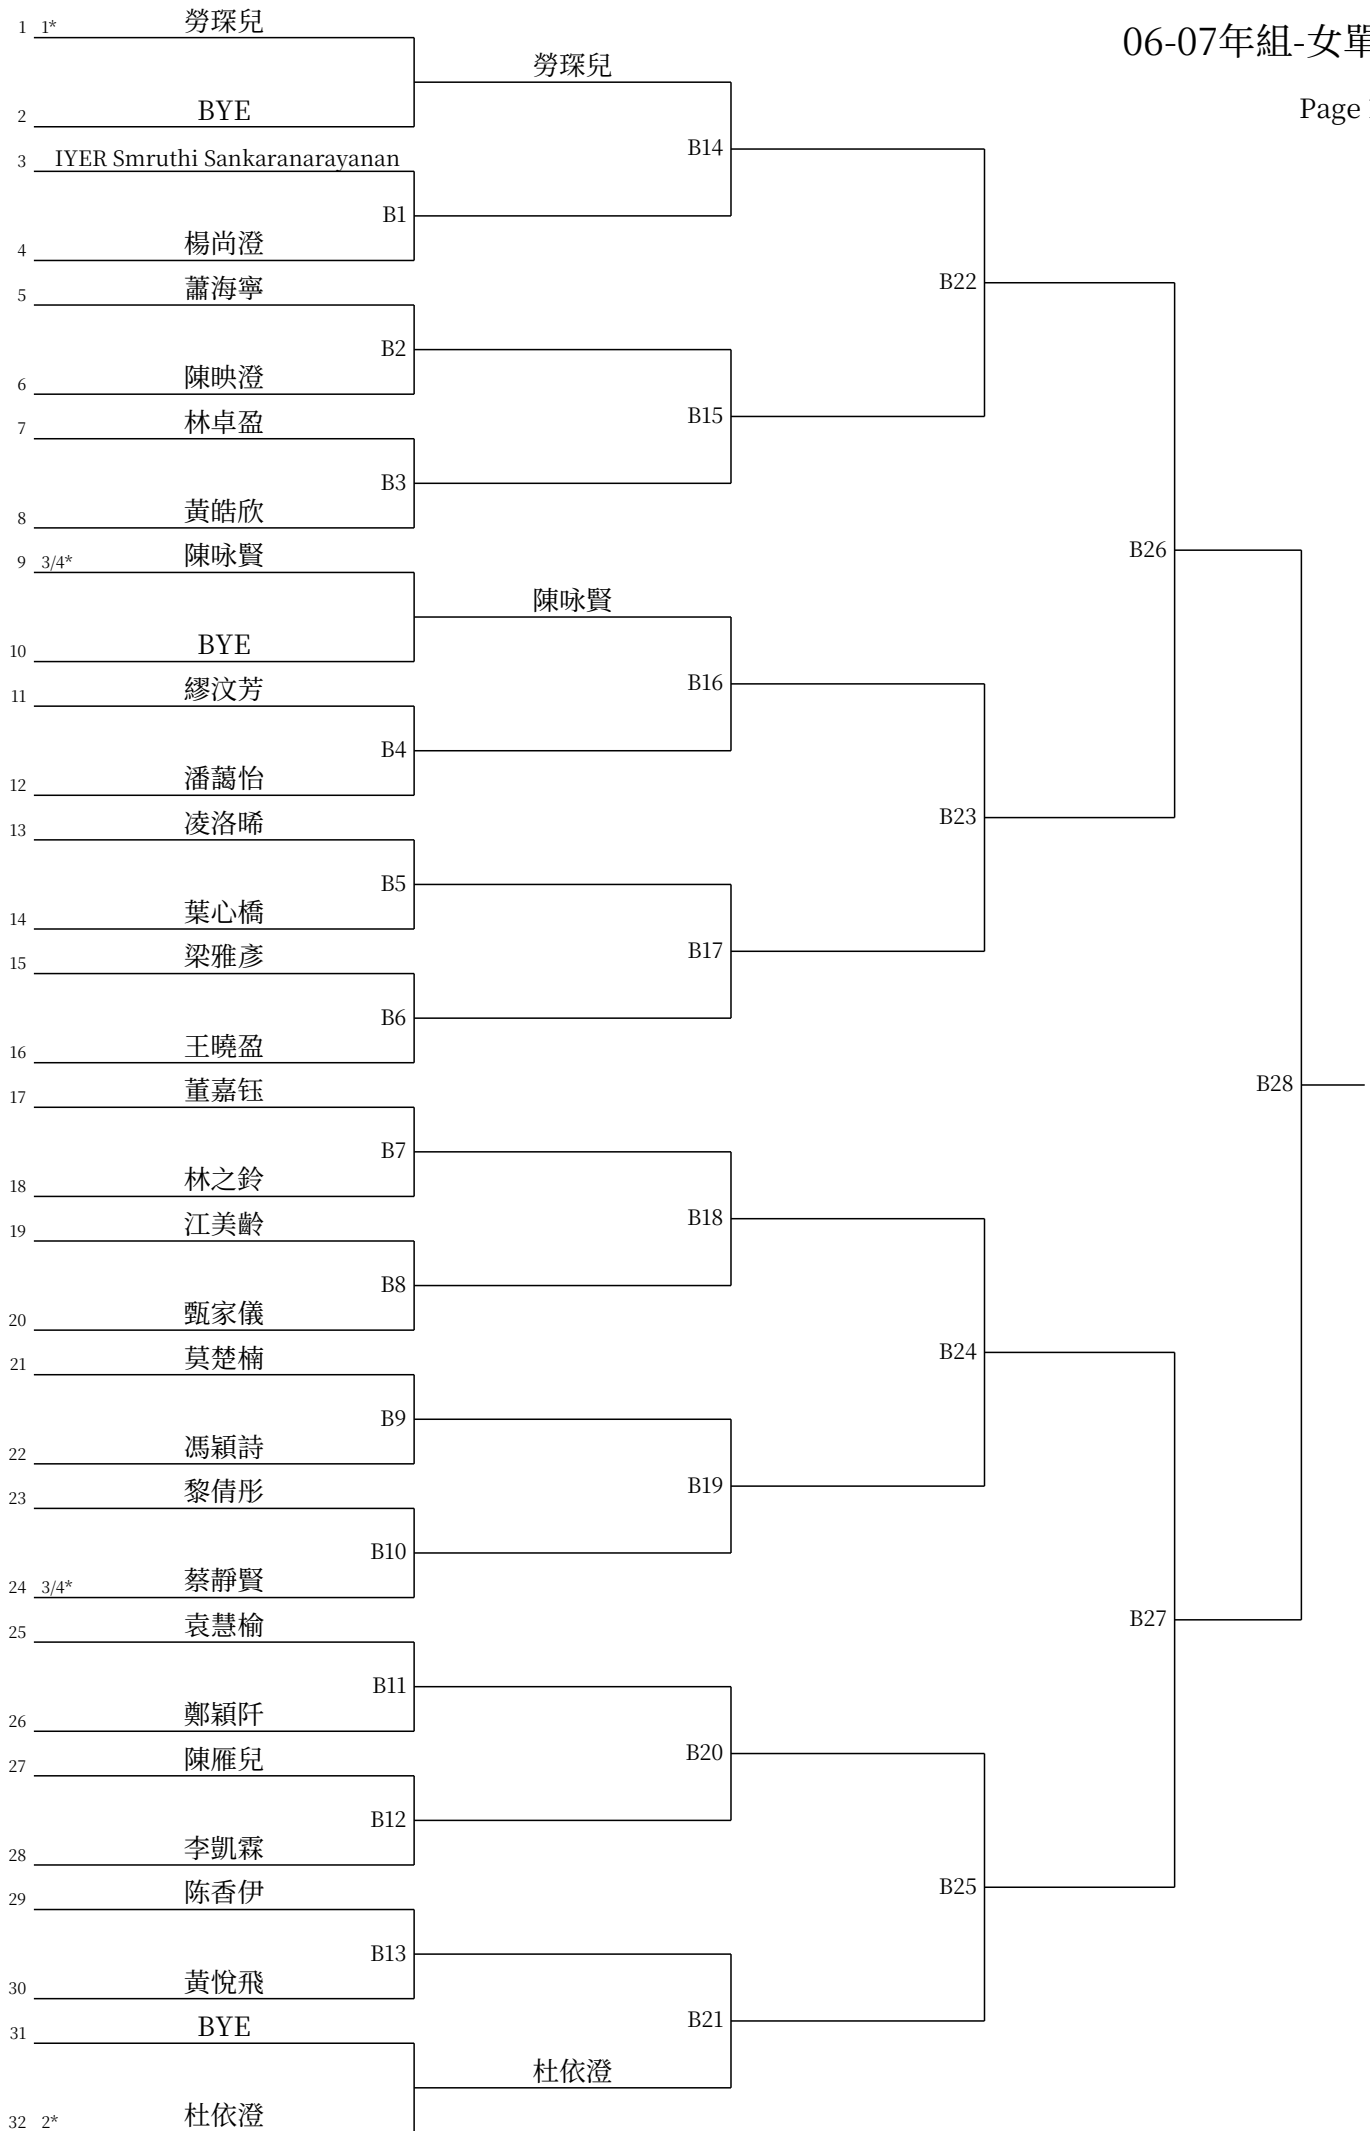 06-07年組-女單
Page
1 1* 勞琛兒
勞琛兒
2 BYE
B14
3 IYER Smruthi Sankaranarayanan
B1
4 楊尚澄
B22
5 蕭海寧
B2
6 陳映澄
B15
7 林卓盈
B3
8 黃皓欣
B26
9 3/4* 陳咏賢
陳咏賢
10 BYE
B16
11 繆汶芳
B4
12 潘藹怡
B23
13 凌洛晞
B5
14 葉心橋
B17
15 梁雅彥
B6
16 王曉盈
B28
17 董嘉钰
B7
18 林之鈴
B18
19 江美齡
B8
20 甄家儀
B24
21 莫楚楠
B9
22 馮穎詩
B19
23 黎倩彤
B10
24 3/4* 蔡靜賢
B27
25 袁慧榆
B11
26 鄭穎阡
B20
27 陳雁兒
B12
28 李凱霖
B25
29 陈香伊
B13
30 黃悅飛
B21
31 BYE
杜依澄
32 2* 杜依澄